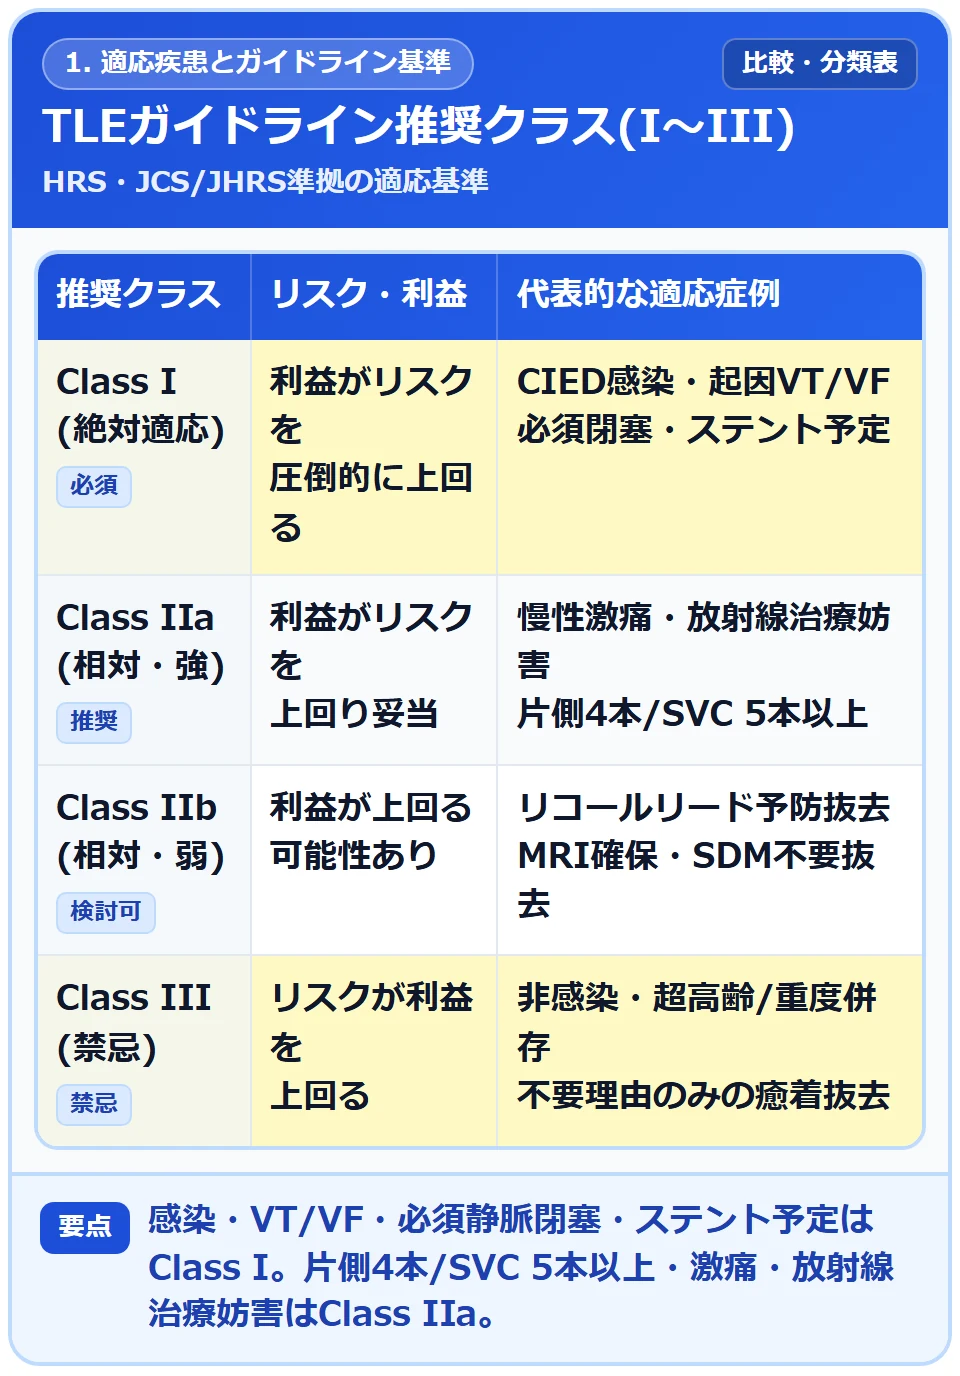 1. 適応疾患とガイドライン基準
比較・分類表
TLEガイドライン推奨クラス(I〜III)
HRS・JCS/JHRS準拠の適応基準
推奨クラス
リスク・利益
代表的な適応症例
Class I
(絶対適応)
必須
利益がリスク
を
圧倒的に上回
る
CIED感染・起因VT/VF
必須閉塞・ステント予定
Class IIa
(相対・強)
推奨
利益がリスク
を
上回り妥当
慢性激痛・放射線治療妨
害
片側4本/SVC 5本以上
Class IIb
(相対・弱)
検討可
利益が上回る
可能性あり
リコールリード予防抜去
MRI確保・SDM不要抜
去
Class III
(禁忌)
禁忌
リスクが利益
を
上回る
非感染・超高齢/重度併
存
不要理由のみの癒着抜去
要点
感染・VT/VF・必須静脈閉塞・ステント予定は
Class I。片側4本/SVC 5本以上・激痛・放射線
治療妨害はClass IIa。